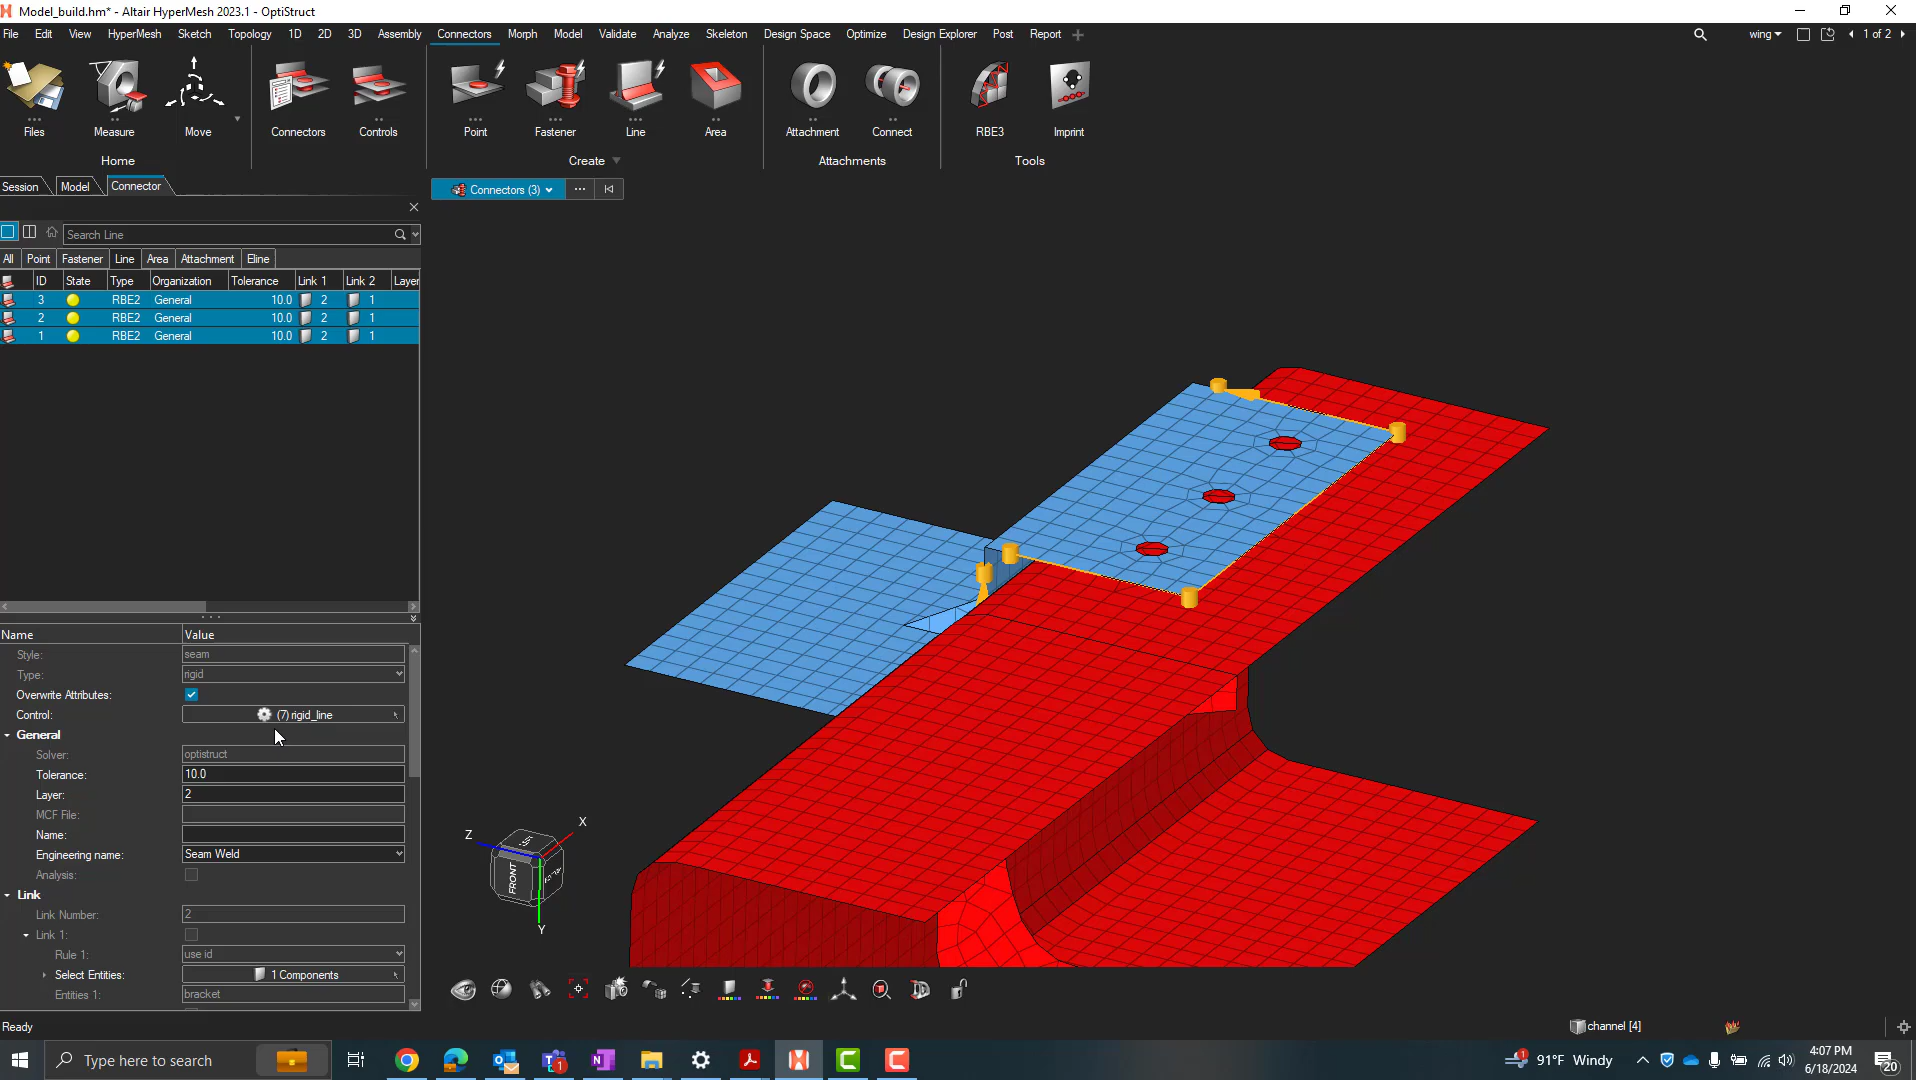 Model_build.hm* - Altair HyperMesh 2023.1 - OptiStruct
File Edit View HyperMesh Sketch Topology 1D 2D 3D Assembly Connectors Morph Model Validate Analyze Skeleton Design Space Optimize Design Explorer Post Report wing 1 of 2
Files Measure Move Connectors Controls Point Fastener Line Area Attachment Connect RBE3 Imprint
Home Create Attachments Tools
Session Model Connector
Connectors (3)
Search Line
All Point Fastener Line Area Attachment Eline
ID State Type Organization Tolerance Link 1 Link 2 Layer
3 RBE2 General 10.0 2 1
2 RBE2 General 10.0 2 1
1 RBE2 General 10.0 2 1
Name Value
Style: seam
Type: rigid
Overwrite Attributes:
Control: (7) rigid_line
General
Solver: optistruct
Tolerance: 10.0
Layer: 2
MCF File:
Name:
Engineering name: Seam Weld
Analysis:
Link
Link Number: 2
Link 1:
Rule 1: use id
Select Entities: 1 Components
Entities 1: bracket
Z X
FRONT
Y
Ready
channel [4]
Type here to search
1
1 91°F Windy
4:07 PM
6/18/2024
20